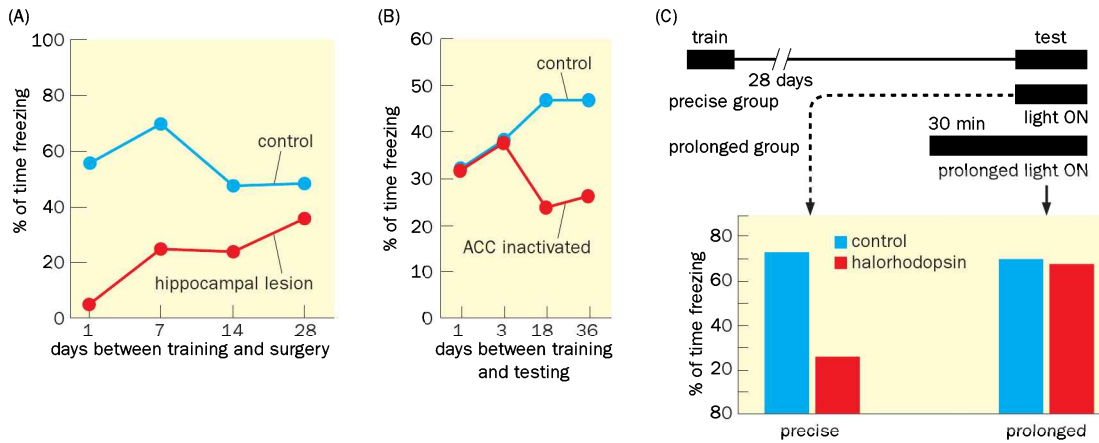 (A)
100
80
60
40
20
0
% of time freezing
control
hippocampal lesion
1 7 14 28
days between training and surgery
(B)
60
50
40
30
20
10
0
% of time freezing
control
ACC inactivated
1 3 18 36
days between training
and testing
(C)
train test
28 days
precise group
light ON
30 min
prolonged group
prolonged light ON
80
60
40
20
80
% of time freezing
control
halorhodopsin
precise prolonged